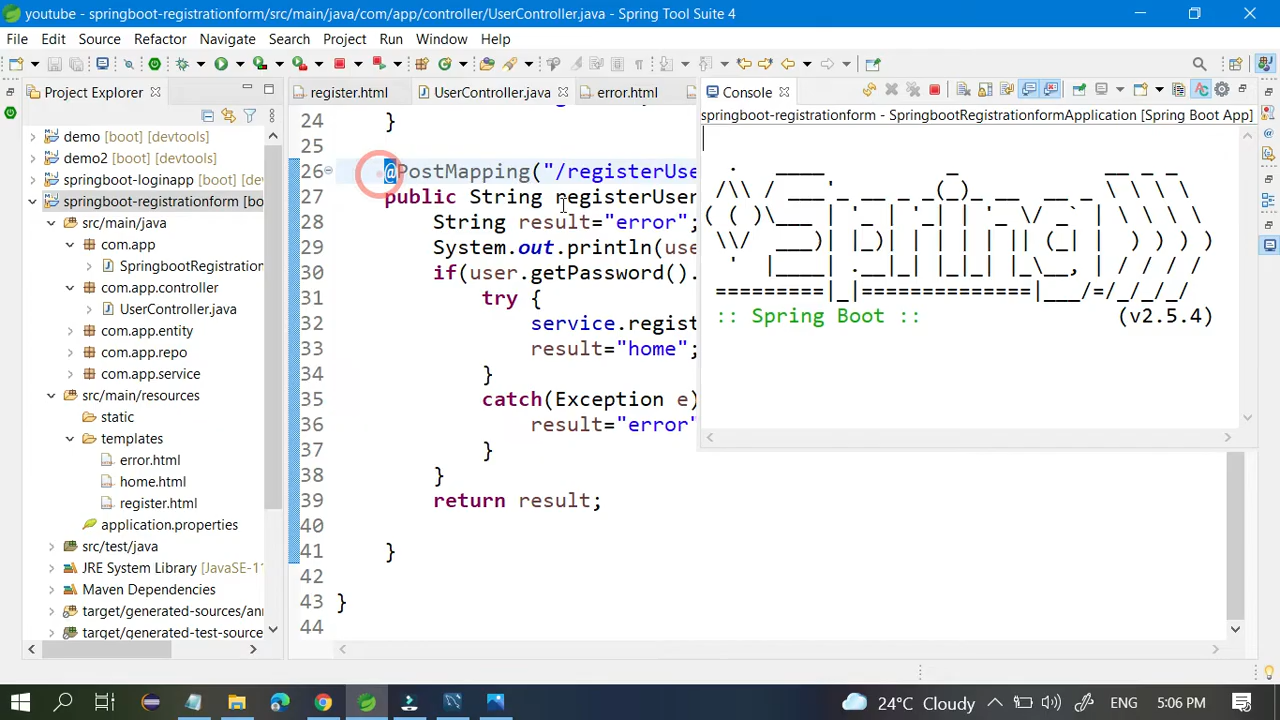 youtube - springboot-registrationform/src/main/java/com/app/controller/UserController.java - Spring Tool Suite 4
File Edit Source Refactor Navigate Search Project Run Window Help
Project Explorer
register.html
UserController.java
error.html
Console
demo [boot] [devtools]
demo2 [boot] [devtools]
springboot-loginapp [boot] [dev
springboot-registrationform [bo
src/main/java
com.app
SpringbootRegistration
com.app.controller
UserController.java
com.app.entity
com.app.repo
com.app.service
src/main/resources
static
templates
error.html
home.html
register.html
application.properties
src/test/java
JRE System Library [JavaSE-11
Maven Dependencies
target/generated-sources/ann
target/generated-test-source
24 }
25
26 @PostMapping("/registerUse
27 public String registerUser
28 String result="error";
29 System.out.println(use
30 if(user.getPassword().
31 try {
32 service.regist
33 result="home";
34 }
35 catch(Exception e)
36 result="error"
37 }
38 }
39 return result;
40
41 }
42
43 }
44
springboot-registrationform - SpringbootRegistrationformApplication [Spring Boot App]
Spring
:: Spring Boot :: (v2.5.4)
24°C Cloudy
ENG
5:06 PM